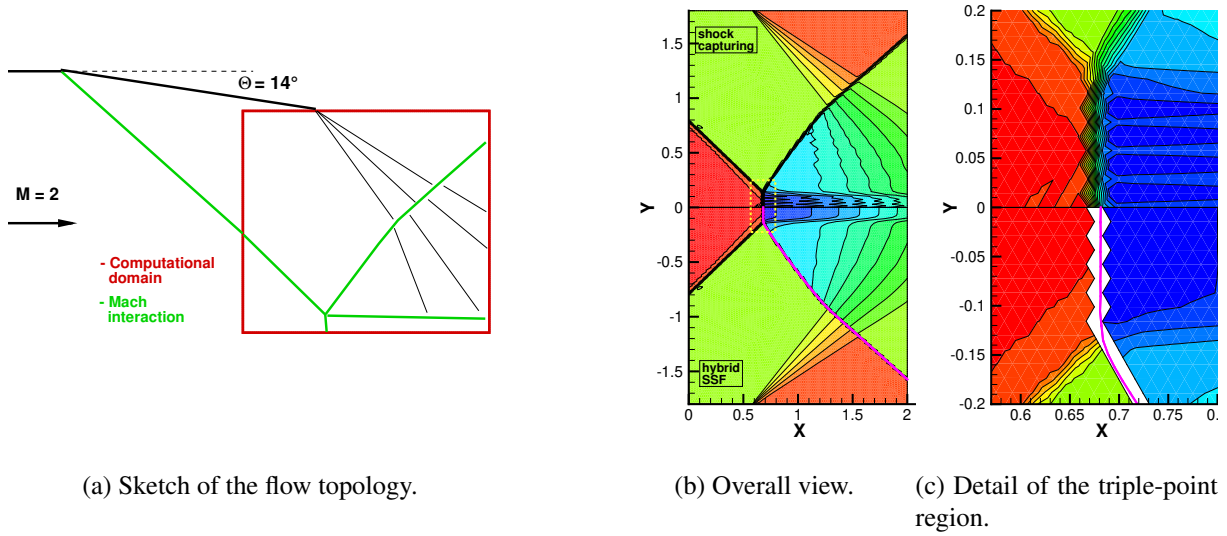 Θ = 14°
M = 2
- Computational
domain
- Mach
interaction
shock
capturing
hybrid
SSF
Y
1.5
1
0.5
0
-0.5
-1
-1.5
0 0.5 1 1.5 2
X
Y
0.2
0.15
0.1
0.05
0
-0.05
-0.1
-0.15
-0.2
0.6 0.65 0.7 0.75
X
(a) Sketch of the flow topology.
(b) Overall view.
(c) Detail of the triple-point
region.